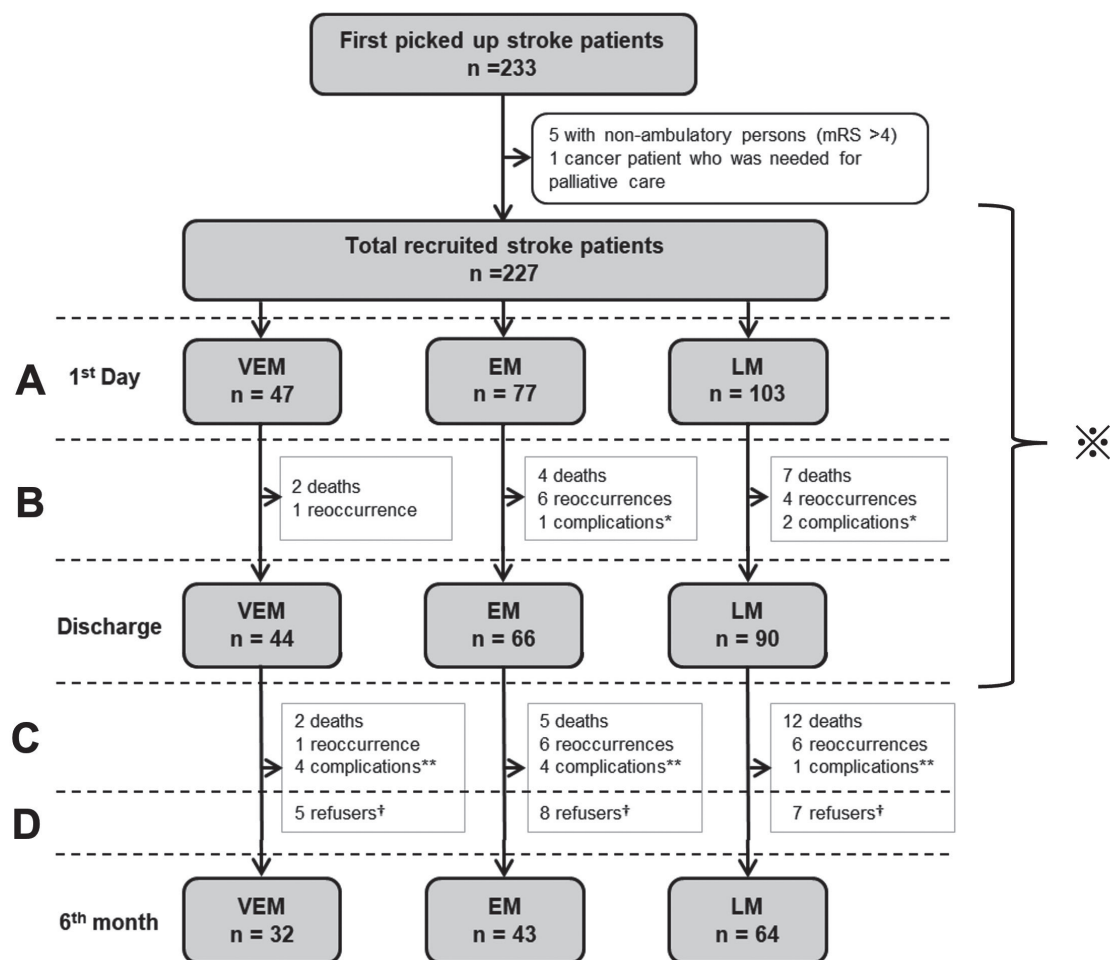 First picked up stroke patients
n =233
5 with non-ambulatory persons (mRS >4)
1 cancer patient who was needed for
palliative care
Total recruited stroke patients
n =227
A
1st Day
VEM
n = 47
EM
n = 77
LM
n = 103
※
B
2 deaths
1 reoccurrence
4 deaths
6 reoccurrences
1 complications*
7 deaths
4 reoccurrences
2 complications*
Discharge
VEM
n = 44
EM
n = 66
LM
n = 90
C
2 deaths
1 reoccurrence
4 complications**
5 deaths
6 reoccurrences
4 complications**
12 deaths
6 reoccurrences
1 complications**
D
5 refusers†
8 refusers†
7 refusers†
6th month
VEM
n = 32
EM
n = 43
LM
n = 64